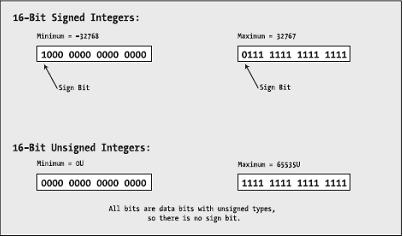 16-Bit Signed Integers:
Minimum = -32768
Maximum = 32767
1000 0000 0000 0000
0111 1111 1111 1111
Sign Bit
Sign Bit
16-Bit Unsigned Integers:
Minimum = 0U
Maximum = 65535U
0000 0000 0000 0000
1111 1111 1111 1111
All bits are data bits with unsigned types,
so there is no sign bit.